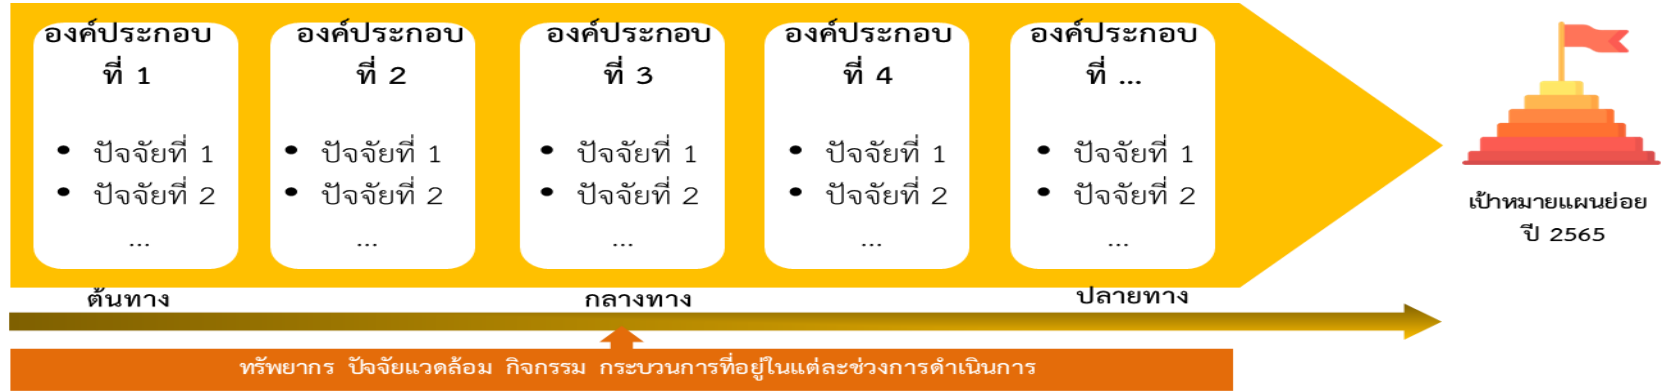 องค์ประกอบ
ที่ 1
• ปัจจัยที่ 1
• ปัจจัยที่ 2
...
องค์ประกอบ
ที่ 2
• ปัจจัยที่ 1
• ปัจจัยที่ 2
...
องค์ประกอบ
ที่ 3
• ปัจจัยที่ 1
• ปัจจัยที่ 2
...
องค์ประกอบ
ที่ 4
• ปัจจัยที่ 1
• ปัจจัยที่ 2
...
องค์ประกอบ
ที่ ...
• ปัจจัยที่ 1
• ปัจจัยที่ 2
...
เป้าหมายแผนย่อย
ปี 2565
ต้นทาง
กลางทาง
ปลายทาง
ทรัพยากร ปัจจัยแวดล้อม กิจกรรม กระบวนการที่อยู่ในแต่ละช่วงการดำเนินการ